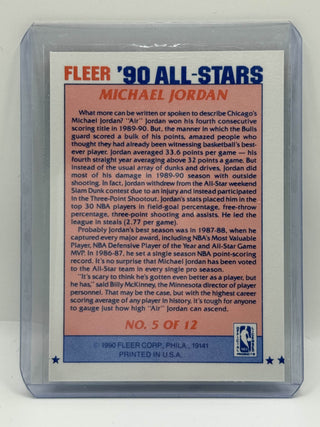 FLEER '90 ALL-STARS
MICHAEL JORDAN
What more can be written or spoken to describe Chicago's
Michael Jordan? "Air" Jordan won his fourth consecutive
scoring title in 1989-90. But, the manner in which the Bulls
guard scored a bulk of his points, amazed people that
thought they had already been witnessing basketball's best-
ever player. Jordan averaged 33.6 points per game — his
fourth straight year averaging above 32 points a game. But
instead of the usual array of dunks and drives, Jordan did
most of his damage in 1989-90 season with outside
shooting. In fact, Jordan withdrew from the All-Star weekend
Slam Dunk contest due to an injury and instead participated
in the Three-Point Shootout. Jordan's stats placed him in the
top 30 NBA players in field-goal percentage, free-throw
percentage, three-point shooting and assists. He led the
league in steals (2.77 per game).
Probably Jordan's best season was in 1987-88, when he
captured every major award, including NBA's Most Valuable
Player, NBA Defensive Player of the Year and All-Star Game
MVP. In 1986-87, he set a single season NBA point-scoring
record. It's no surprise that Michael Jordan has been voted
to the All-Star team in every single pro season.
"It's scary to think he's gotten even better as a player, but
he has," said Billy McKinney, the Minnesota director of player
personnel. That may be the case, but with the highest career
scoring average of any player in history, it's tough for anyone
to gauge just how high "Air" Jordan can ascend.
NO. 5 OF 12
© 1990 FLEER CORP., PHILA., 19141
PRINTED IN U.S.A.